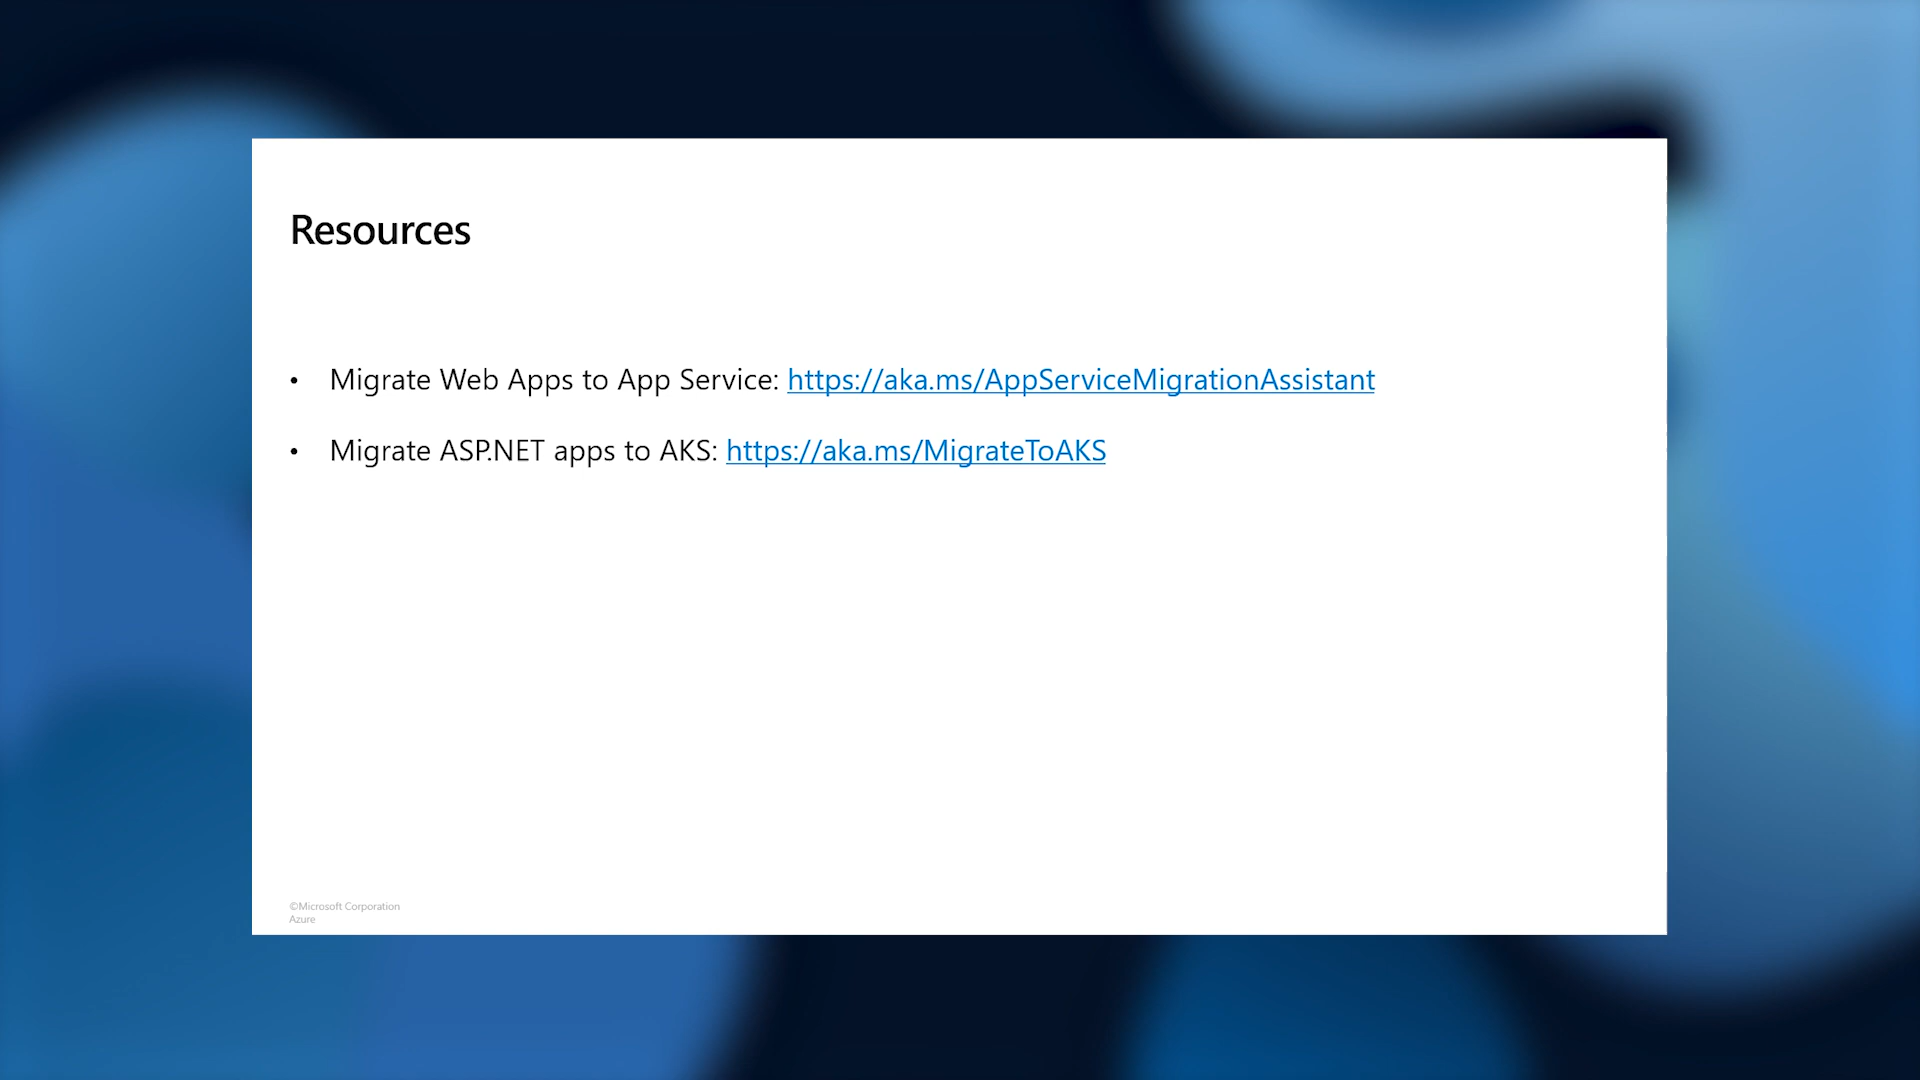 Resources
• Migrate Web Apps to App Service: https://aka.ms/AppServiceMigrationAssistant
• Migrate ASP.NET apps to AKS: https://aka.ms/MigrateToAKS
©Microsoft Corporation
Azure